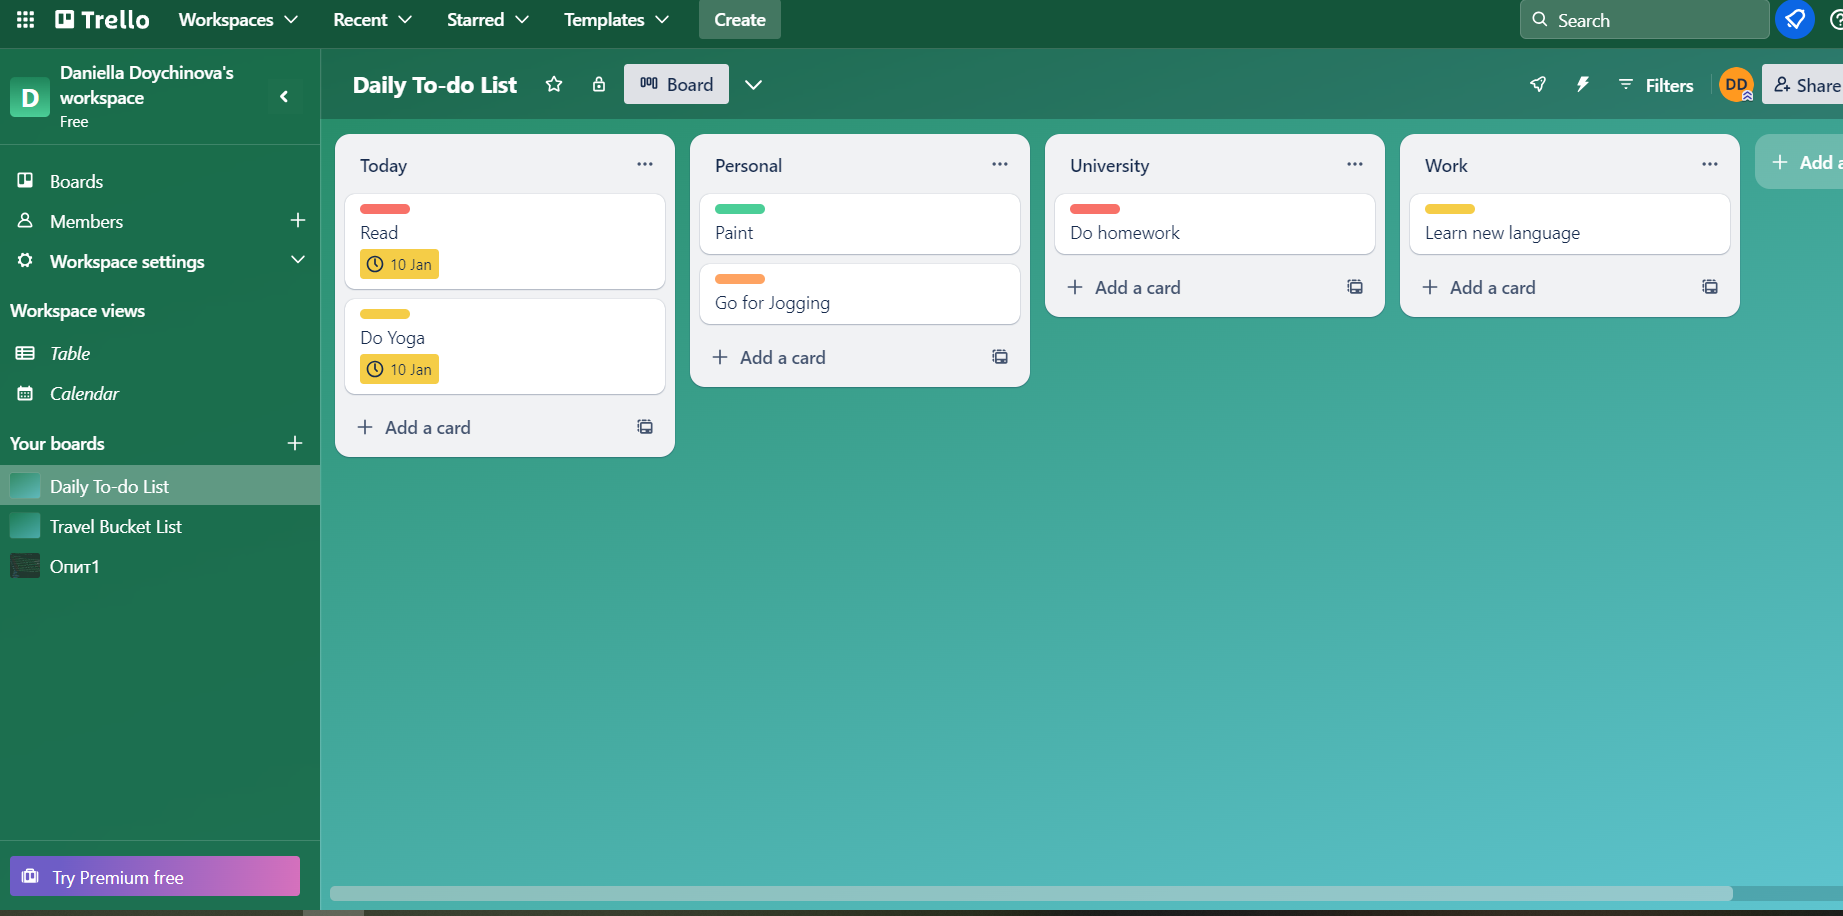 Trello Workspaces Recent Starred Templates Create Search
D Daniella Doychinova's
workspace
Free
Boards
Members
Workspace settings
Workspace views
Table
Calendar
Your boards
Daily To-do List
Travel Bucket List
Опит1
Try Premium free
Daily To-do List Board Filters DD Share
Today
Read
10 Jan
Do Yoga
10 Jan
Add a card
Personal
Paint
Go for Jogging
Add a card
University
Do homework
Add a card
Work
Learn new language
Add a card
Add a